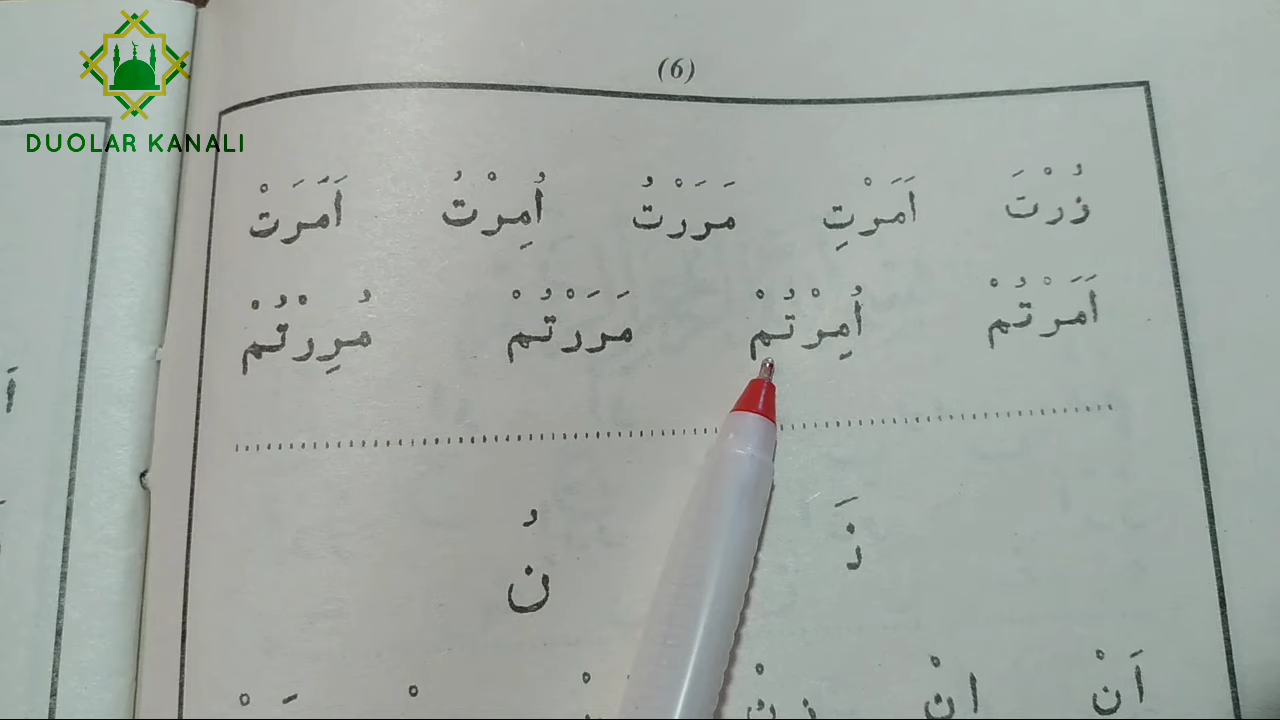 DUOLAR KANALI
(6)
زُرْتَ اَمَرْتِ مَرَرْتُ اُمِرْتُ اَمَرَتْ
اَمَرْتُمْ اُمِرْتُمْ مَرَرْتُمْ مُرِرْتُمْ
زَ نُ
اَنْ